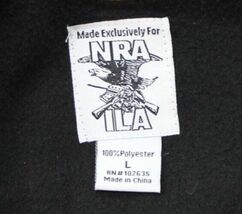 Made Exclusively For
NRA
ILA
100%Polyester
L
RN#102635
Made in China